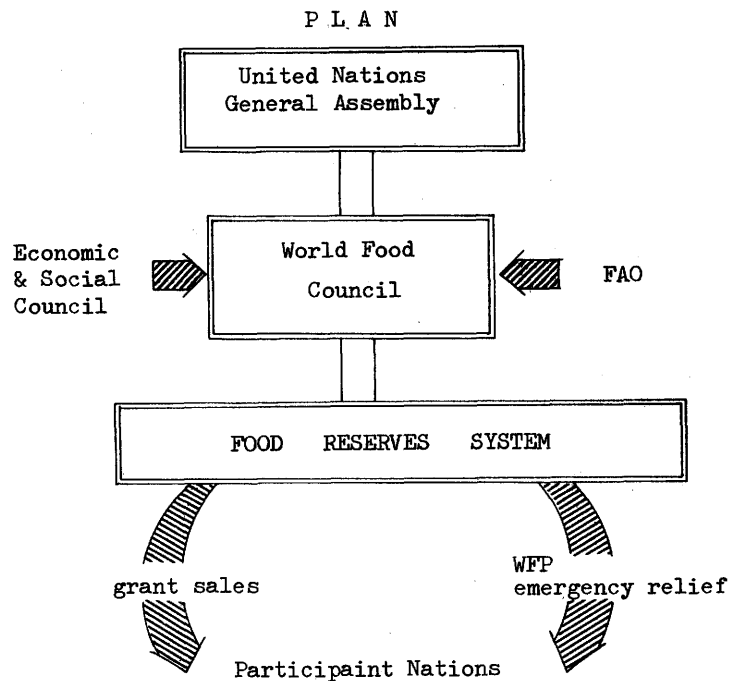 P L A N
United Nations
General Assembly
Economic
& Social
Council
World Food
Council
FAO
FOOD RESERVES SYSTEM
grant sales
WFP
emergency relief
Participaint Nations